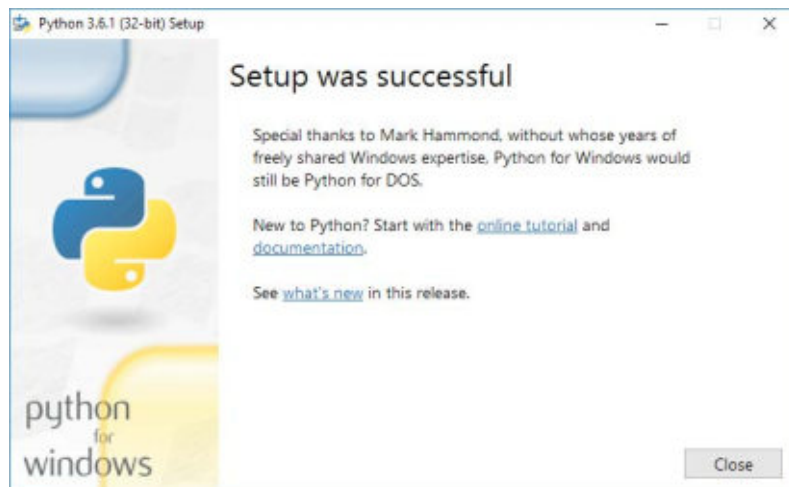 Python 3.6.1 (32-bit) Setup
Setup was successful
Special thanks to Mark Hammond, without whose years of
freely shared Windows expertise, Python for Windows would
still be Python for DOS.
New to Python? Start with the online tutorial and
documentation.
See what's new in this release.
python
for
windows
Close